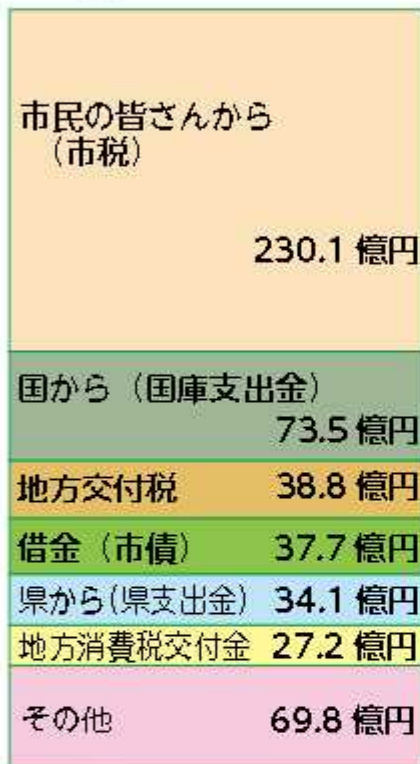 市民の皆さんから
（市税）
230.1 億円
国から（国庫支出金）
73.5 億円
地方交付税 38.8 億円
借金（市債） 37.7 億円
県から(県支出金) 34.1 億円
地方消費税交付金 27.2 億円
その他 69.8 億円